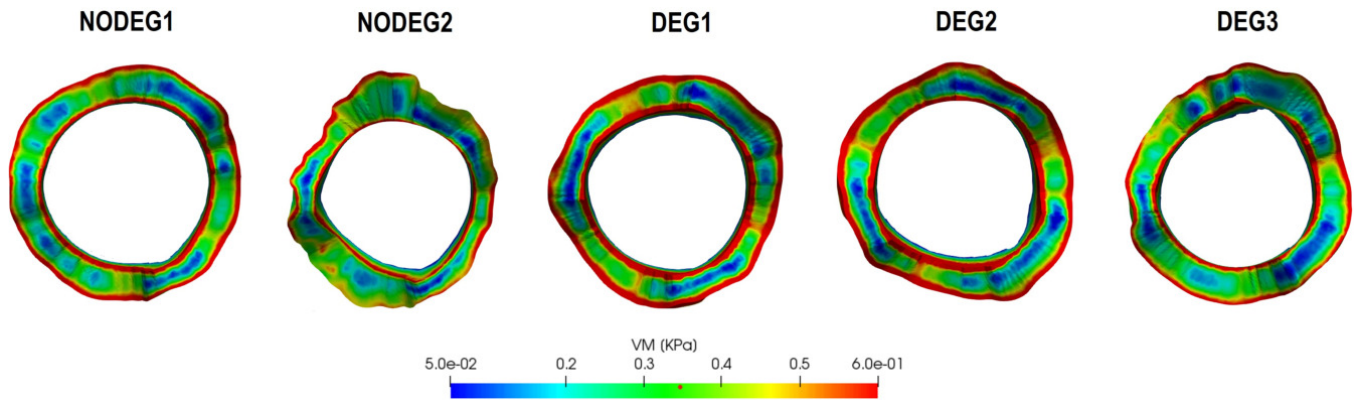 NODEG1 NODEG2 DEG1 DEG2 DEG3
VM (KPa)
5.0e-02 0.2 0.3 0.4 0.5 6.0e-01